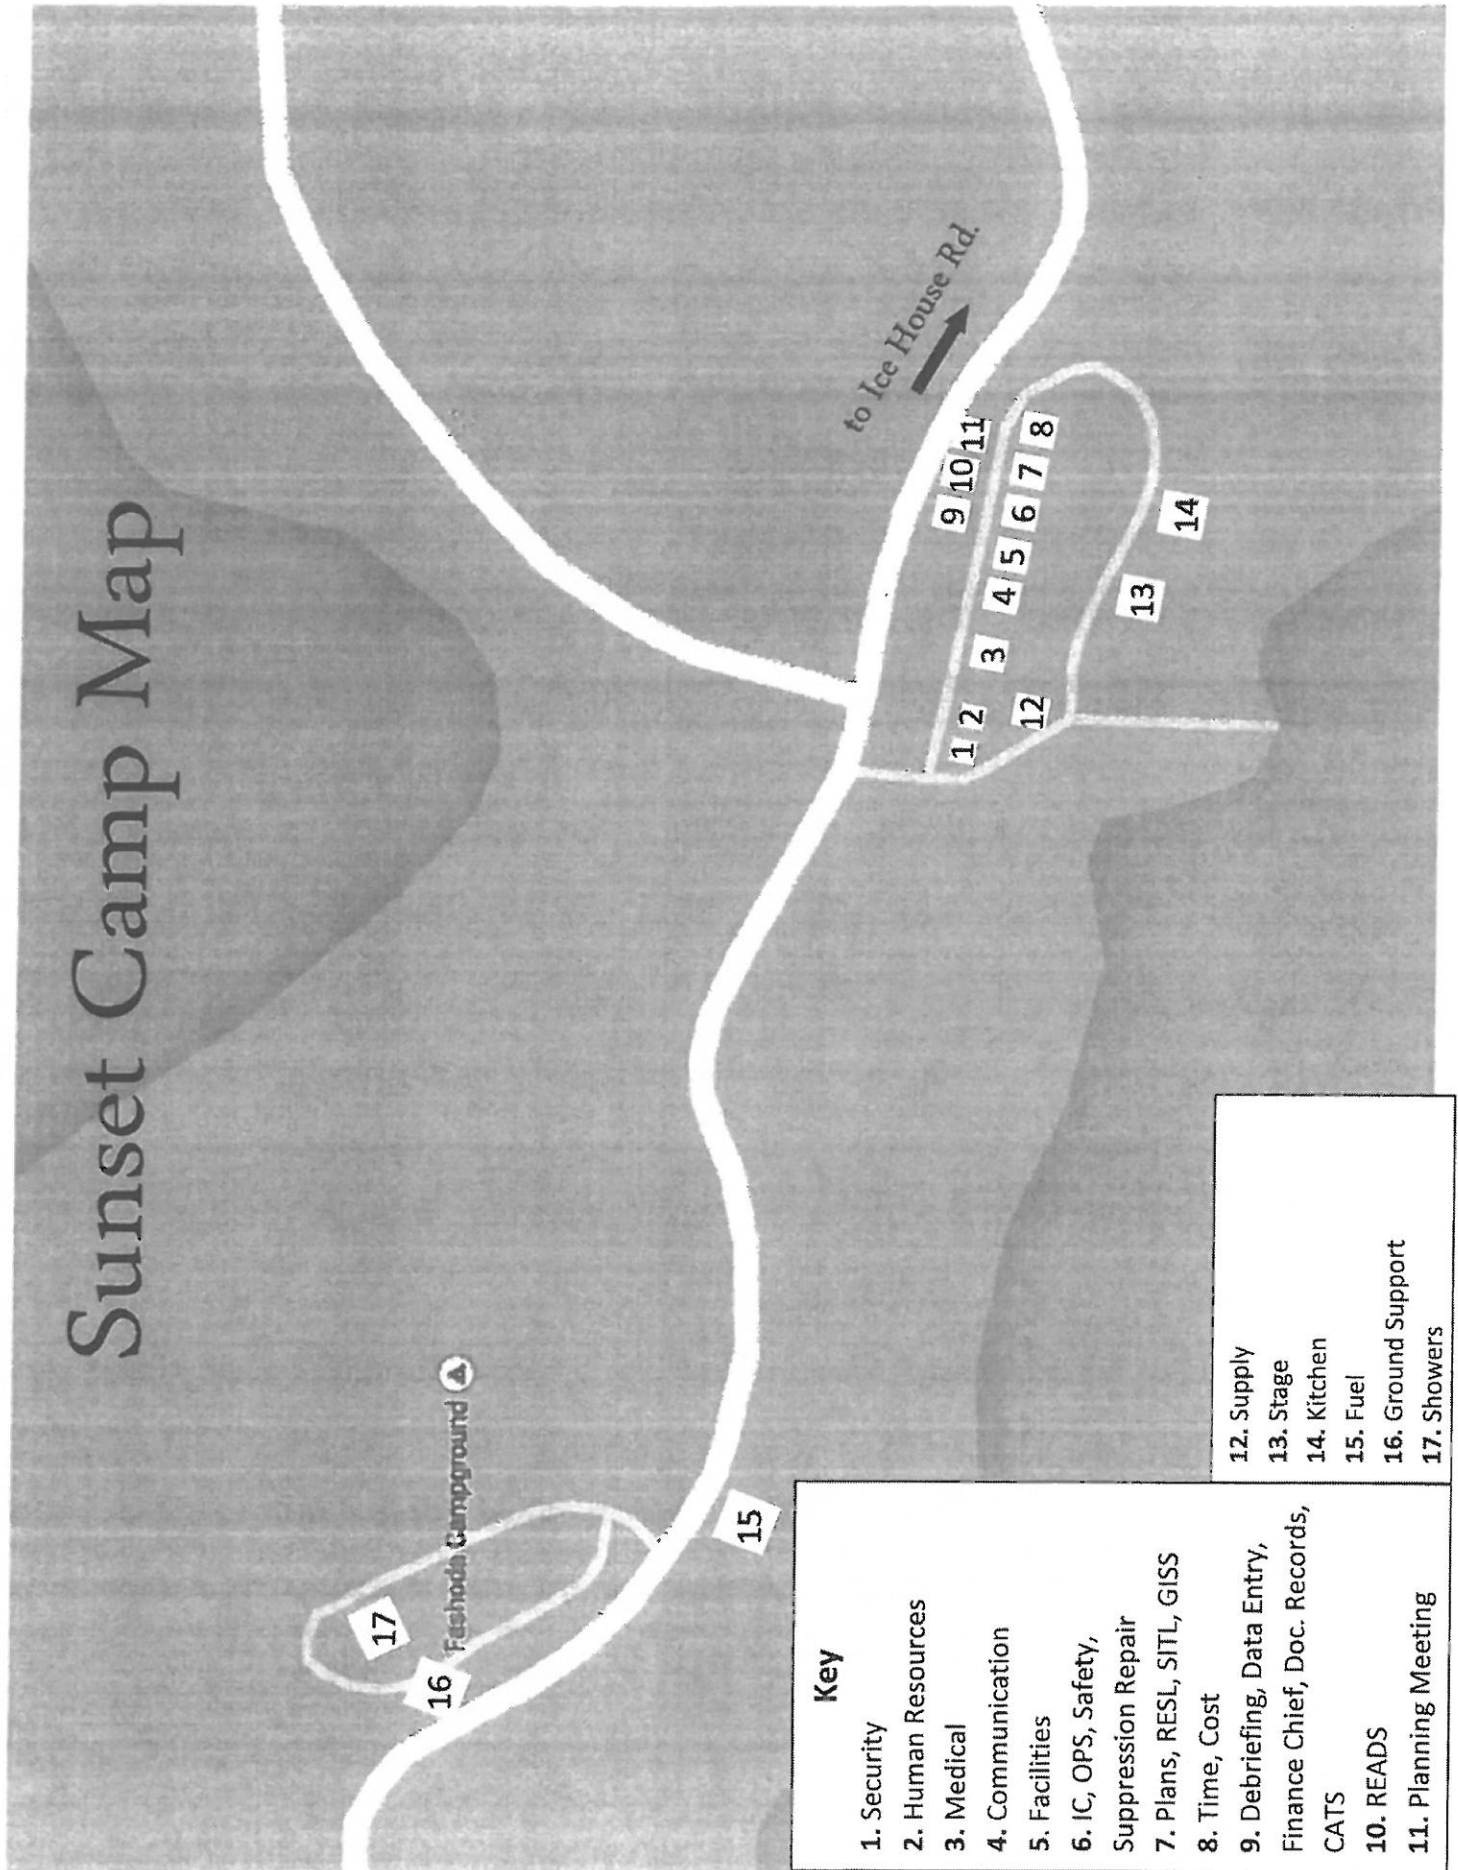 Sunset Camp Map
Fashoda Campground
to Ice House Rd.
17
16
15
9
10
11
1
2
3
4
5
6
7
8
12
13
14
Key
1. Security
2. Human Resources
3. Medical
4. Communication
5. Facilities
6. IC, OPS, Safety,
Suppression Repair
7. Plans, RESL, SITL, GISS
8. Time, Cost
9. Debriefing, Data Entry,
Finance Chief, Doc. Records,
CATS
10. READS
11. Planning Meeting
12. Supply
13. Stage
14. Kitchen
15. Fuel
16. Ground Support
17. Showers